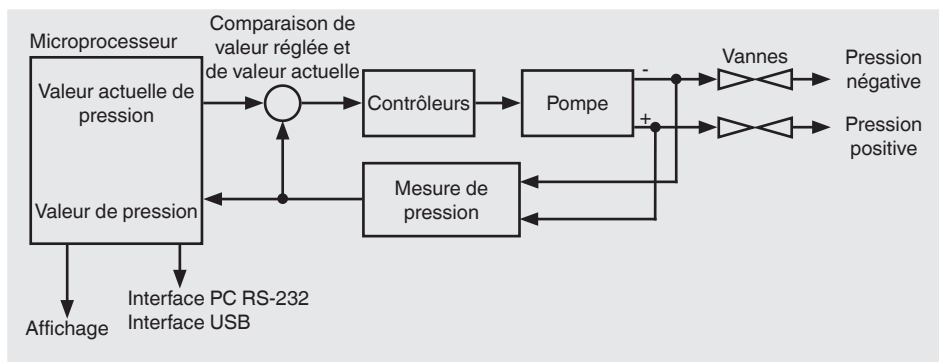 Microprocesseur
Valeur actuelle de
pression
Valeur de pression
Comparaison de
valeur réglée et
de valeur actuelle
Contrôleurs
Pompe
-
+
Vannes
Pression
négative
Pression
positive
Mesure de
pression
Affichage
Interface PC RS-232
Interface USB